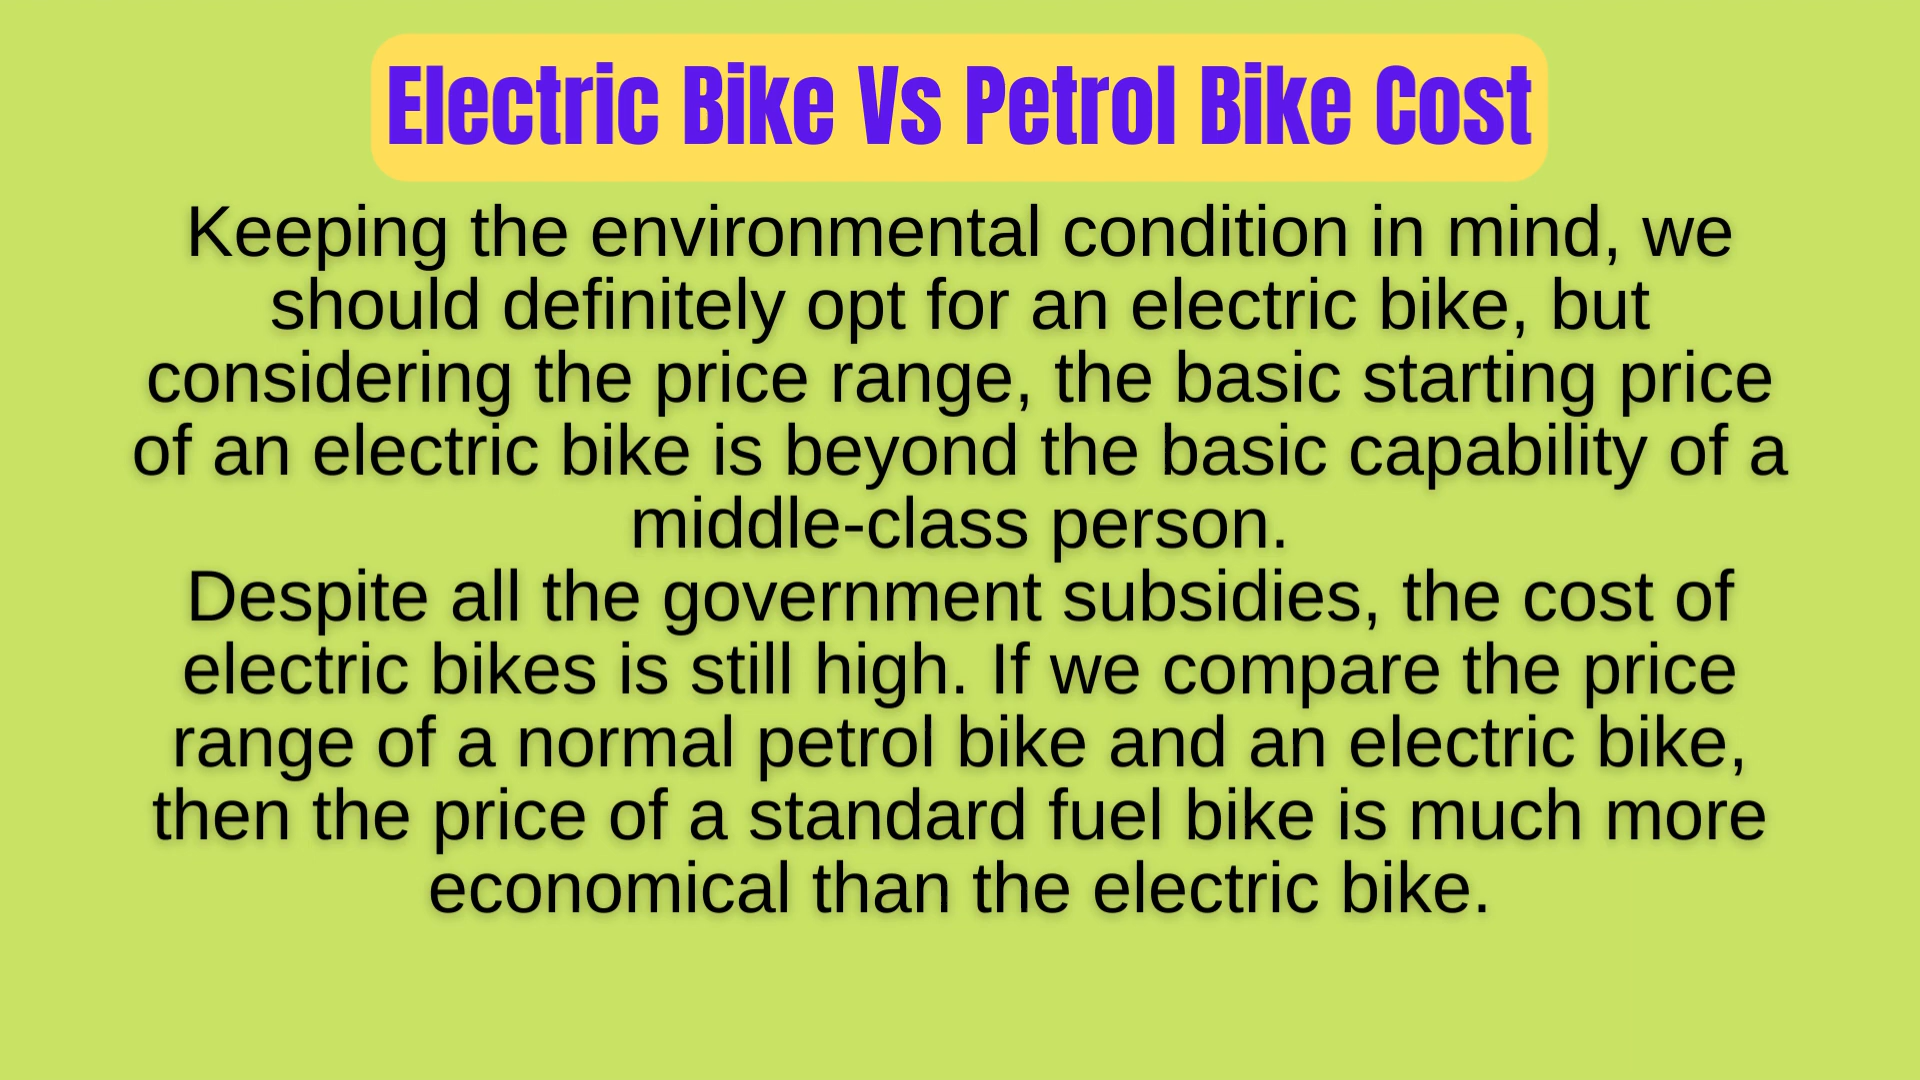 Electric Bike Vs Petrol Bike Cost
Keeping the environmental condition in mind, we
should definitely opt for an electric bike, but
considering the price range, the basic starting price
of an electric bike is beyond the basic capability of a
middle-class person.
Despite all the government subsidies, the cost of
electric bikes is still high. If we compare the price
range of a normal petrol bike and an electric bike,
then the price of a standard fuel bike is much more
economical than the electric bike.